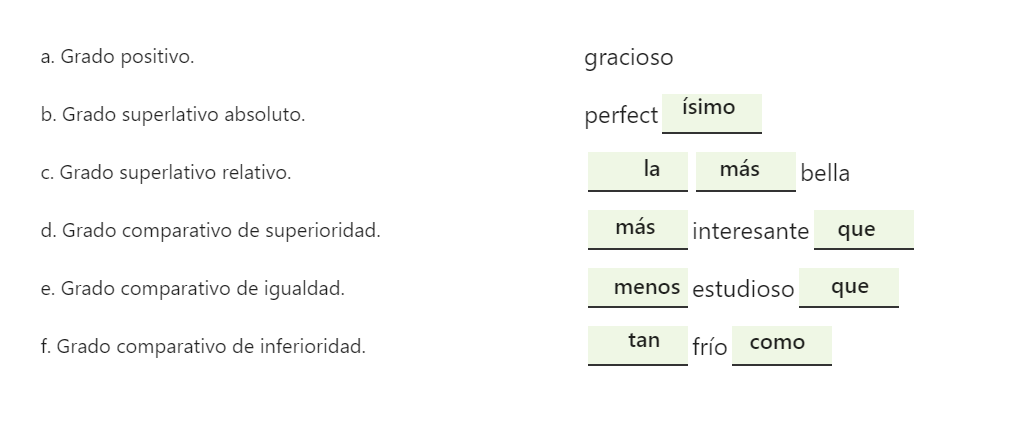 a. Grado positivo. gracioso
b. Grado superlativo absoluto. perfect ísimo
c. Grado superlativo relativo. la más bella
d. Grado comparativo de superioridad. más interesante que
e. Grado comparativo de igualdad. menos estudioso que
f. Grado comparativo de inferioridad. tan frío como